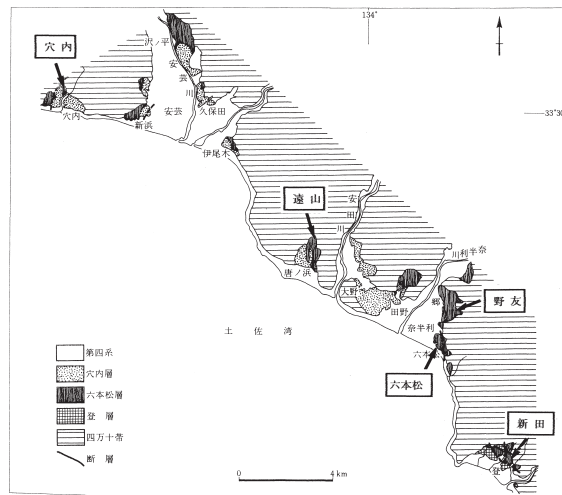 134°
穴内
沢ノ平
安芸川
33°30
穴内
新浜
安芸
久保田
伊尾木
遠山
安田川
奈半利川
唐ノ浜
大野
田野
郷
野友
奈半利
土佐湾
六本松
六本松
新田
登
第四系
穴内層
六本松層
登層
四万十帯
断層
0 4 km